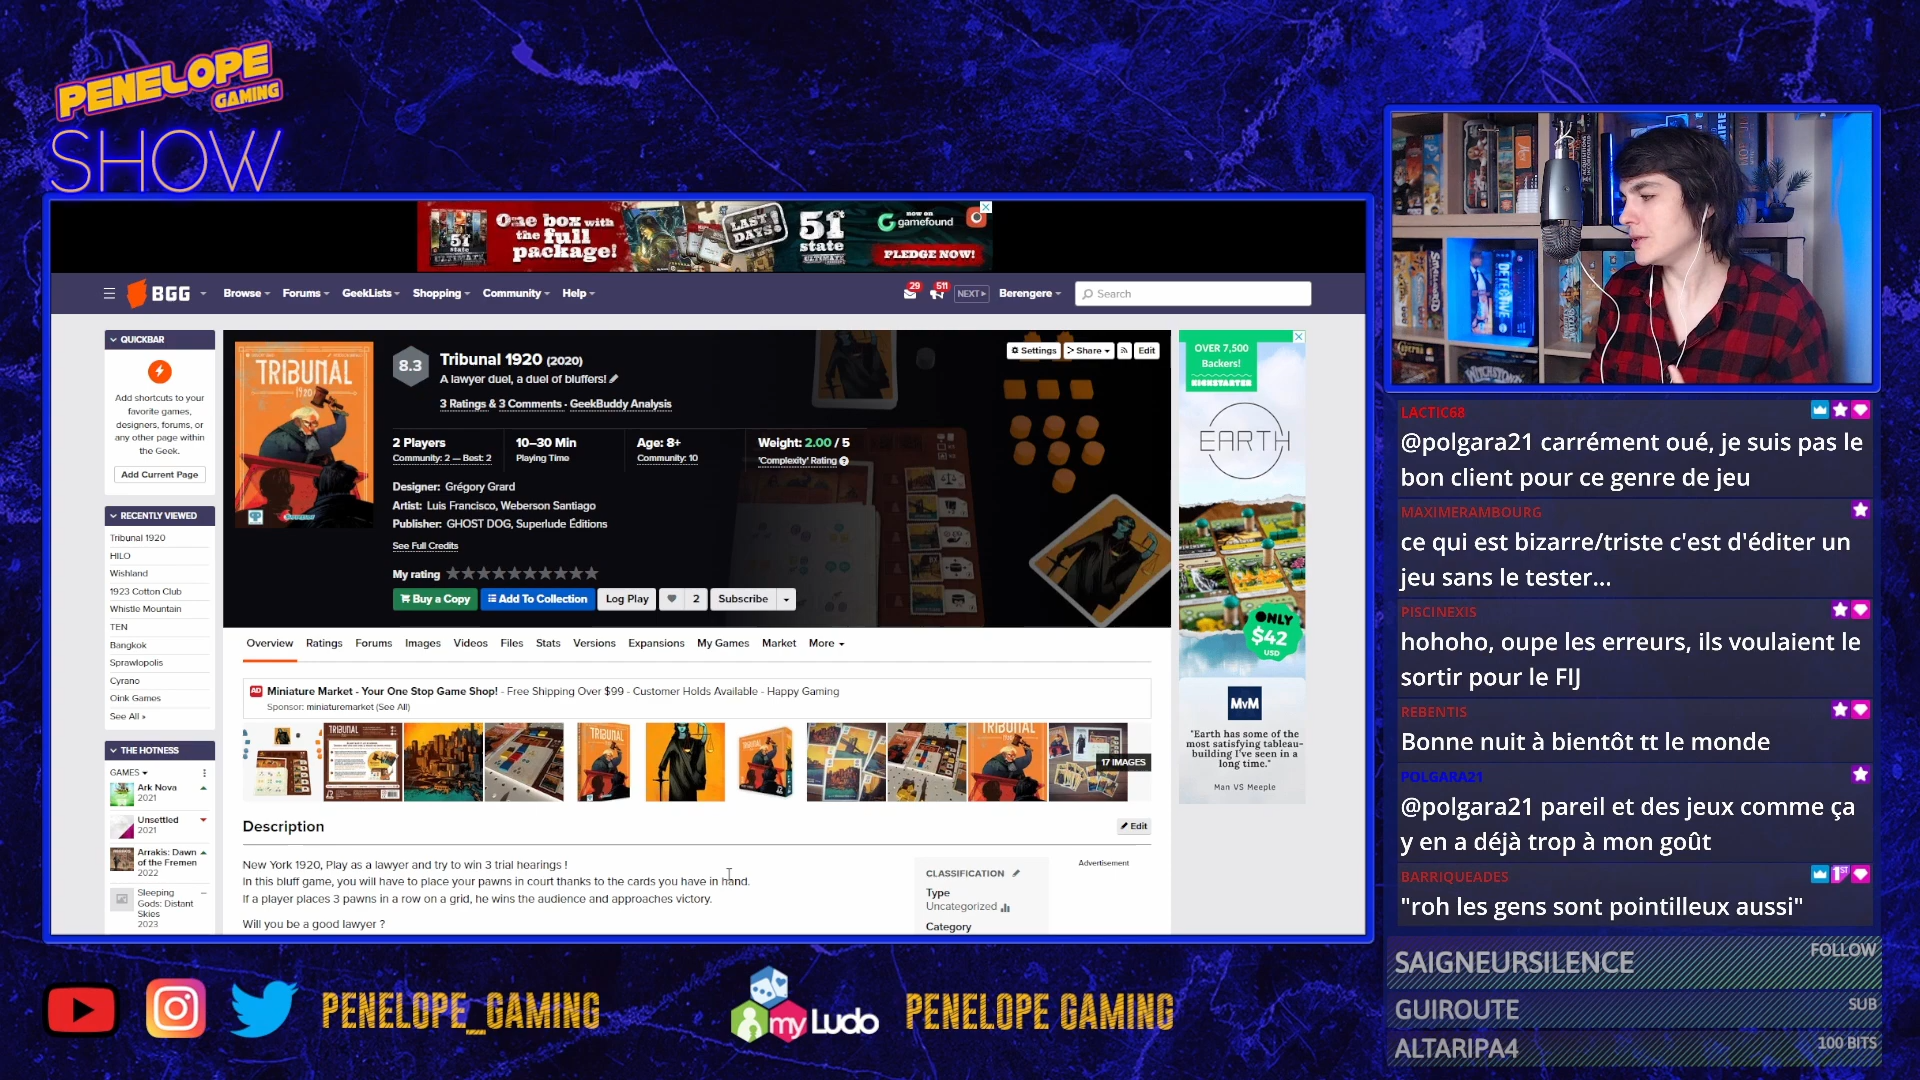 PENELOPE
GAMING
SHOW
One box with
the full
package!
LAST
DAYS!
51
state
now on
gamefound
PLEDGE NOW!
BGG
Browse
Forums
GeekLists
Shopping
Community
Help
29
511
NEXT
Berengere
Search
QUICKBAR
Add shortcuts to your
favorite games,
designers, forums, or
any other page within
the Geek.
Add Current Page
RECENTLY VIEWED
Tribunal 1920
HILO
Wishland
1923 Cotton Club
Whistle Mountain
TEN
Bangkok
Sprawlopolis
Cyrano
Oink Games
See All »
THE HOTNESS
GAMES
Ark Nova
2021
Unsettled
2021
Arrakis: Dawn
of the Fremen
2022
Sleeping
Gods: Distant
Skies
2023
TRIBUNAL
1920
8.3
Tribunal 1920 (2020)
A lawyer duel, a duel of bluffers!
3 Ratings & 3 Comments · GeekBuddy Analysis
Settings
Share
Edit
2 Players
Community: 2 — Best: 2
10–30 Min
Playing Time
Age: 8+
Community: 10
Weight: 2.00 / 5
'Complexity' Rating
Designer: Grégory Grard
Artist: Luis Francisco, Weberson Santiago
Publisher: GHOST DOG, Superlude Éditions
See Full Credits
My rating
Buy a Copy
Add To Collection
Log Play
2
Subscribe
Overview
Ratings
Forums
Images
Videos
Files
Stats
Versions
Expansions
My Games
Market
More
AD
Miniature Market - Your One Stop Game Shop! - Free Shipping Over $99 - Customer Holds Available - Happy Gaming
Sponsor: miniaturemarket (See All)
TRIBUNAL
17 IMAGES
Description
Edit
New York 1920, Play as a lawyer and try to win 3 trial hearings !
In this bluff game, you will have to place your pawns in court thanks to the cards you have in hand.
If a player places 3 pawns in a row on a grid, he wins the audience and approaches victory.
Will you be a good lawyer ?
CLASSIFICATION
Type
Uncategorized
Category
Advertisement
OVER 7,500
Backers!
KICKSTARTER
EARTH
ONLY
$42
USD
MvM
"Earth has some of the
most satisfying tableau-
building I've seen in a
long time."
Man VS Meeple
DETECTIVE
LACTIC68
@polgara21 carrément oué, je suis pas le
bon client pour ce genre de jeu
MAXIMERAMBOURG
ce qui est bizarre/triste c'est d'éditer un
jeu sans le tester...
PISCINEXIS
hohoho, oupe les erreurs, ils voulaient le
sortir pour le FIJ
REBENTIS
Bonne nuit à bientôt tt le monde
POLGARA21
@polgara21 pareil et des jeux comme ça
y en a déjà trop à mon goût
BARRIQUEADES
1ST
"roh les gens sont pointilleux aussi"
SAIGNEURSILENCE
FOLLOW
GUIROUTE
SUB
ALTARIPA4
100 BITS
PENELOPE_GAMING
myLudo
PENELOPE GAMING